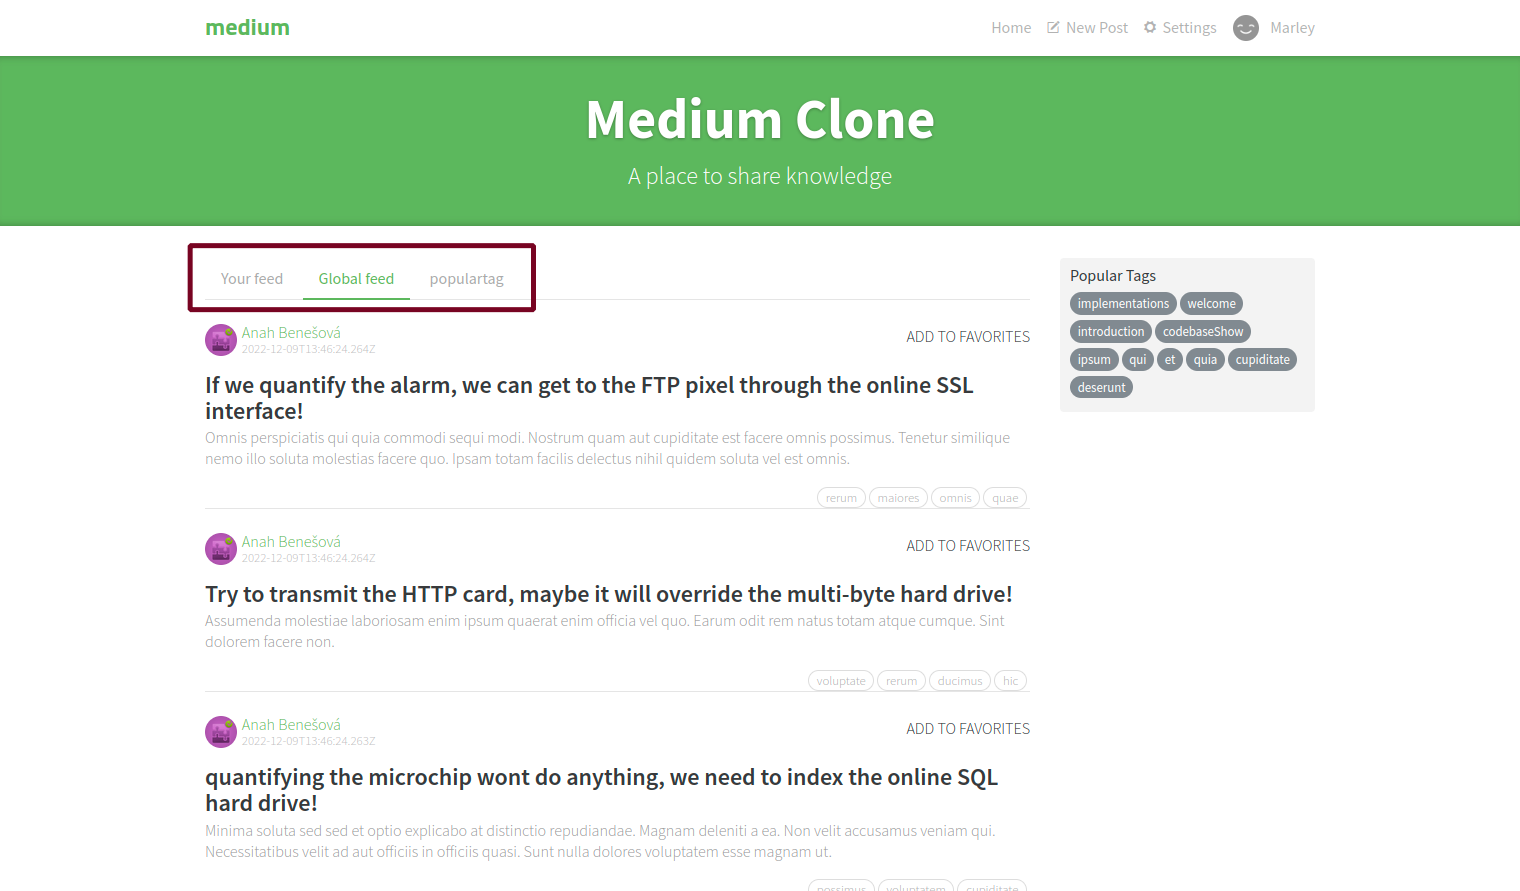 medium
Home New Post Settings Marley
Medium Clone
A place to share knowledge
Your feed Global feed populartag
Anah Benešová
2022-12-09T13:46:24.264Z
ADD TO FAVORITES
If we quantify the alarm, we can get to the FTP pixel through the online SSL
interface!
Omnis perspiciatis qui quia commodi sequi modi. Nostrum quam aut cupiditate est facere omnis possimus. Tenetur similique
nemo illo soluta molestias facere quo. Ipsam totam facilis delectus nihil quidem soluta vel est omnis.
rerum maiores omnis quae
Anah Benešová
2022-12-09T13:46:24.264Z
ADD TO FAVORITES
Try to transmit the HTTP card, maybe it will override the multi-byte hard drive!
Assumenda molestiae laboriosam enim ipsum quaerat enim officia vel quo. Earum odit rem natus totam atque cumque. Sint
dolorem facere non.
voluptate rerum ducimus hic
Anah Benešová
2022-12-09T13:46:24.263Z
ADD TO FAVORITES
quantifying the microchip wont do anything, we need to index the online SQL
hard drive!
Minima soluta sed sed et optio explicabo at distinctio repudiandae. Magnam deleniti a ea. Non velit accusamus veniam qui.
Necessitatibus velit ad aut officiis in officiis quasi. Sunt nulla dolores voluptatem esse magnam ut.
possimus voluptatem cupiditate
Popular Tags
implementations welcome
introduction codebaseShow
ipsum qui et quia cupiditate
deserunt